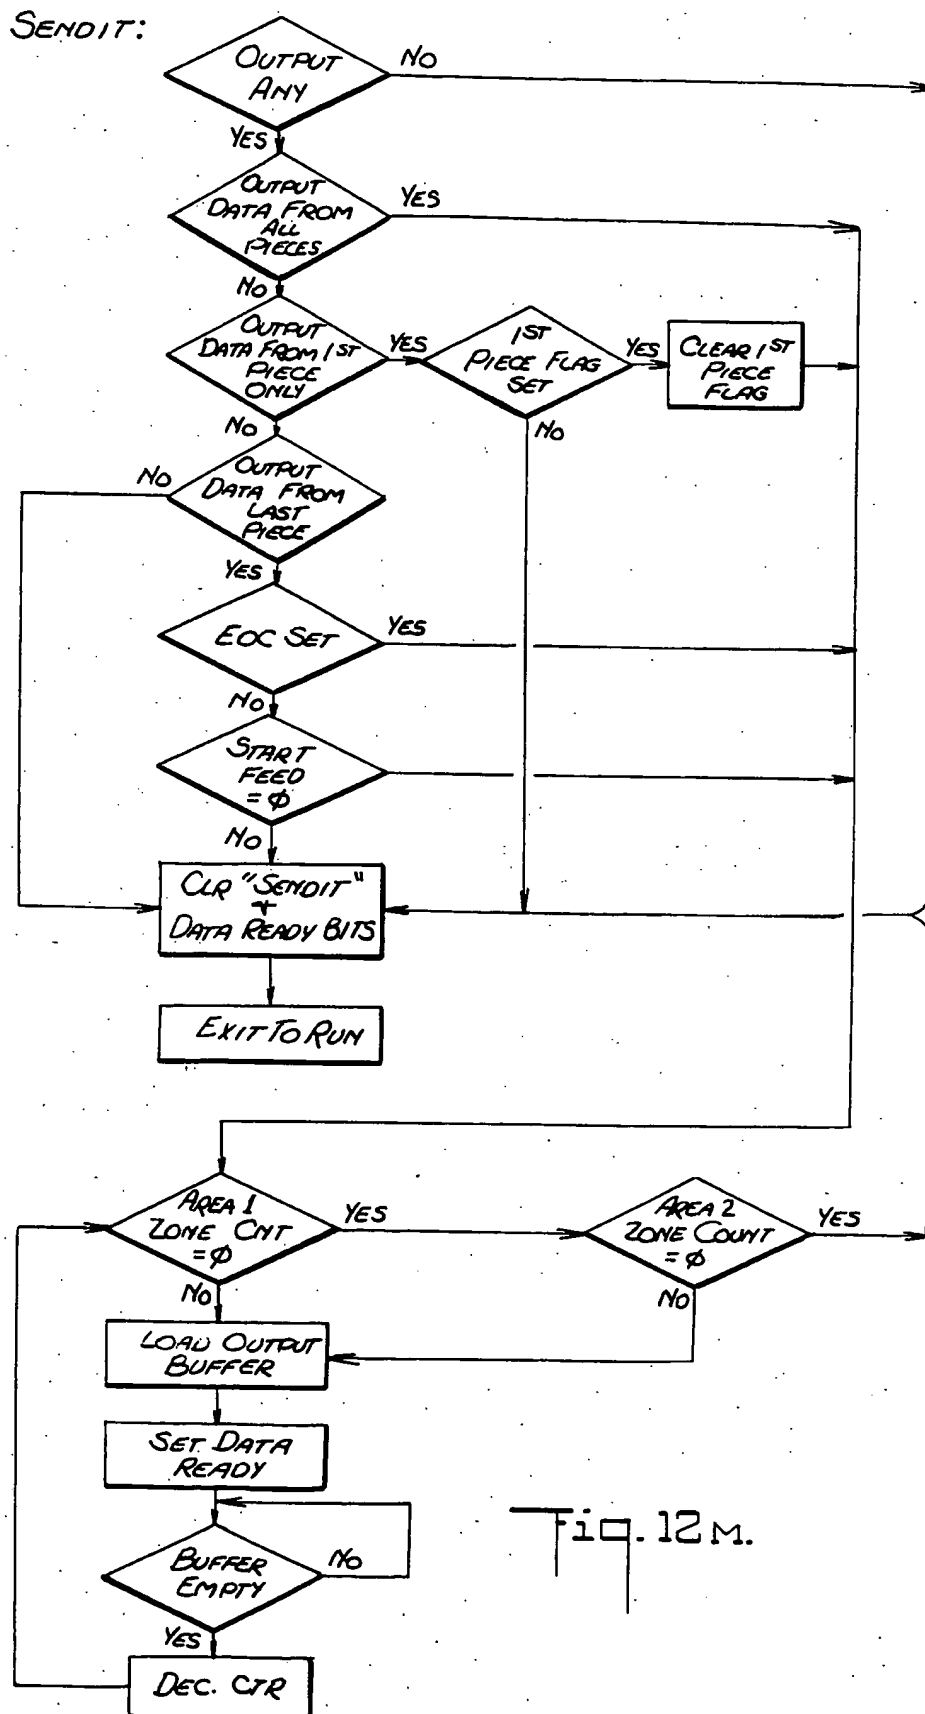 SENDIT:
OUTPUT
ANY
NO
YES
OUTPUT
DATA FROM
ALL
PIECES
YES
NO
OUTPUT
DATA FROM 1ST
PIECE
ONLY
YES
1ST
PIECE FLAG
SET
YES
CLEAR 1ST
PIECE
FLAG
NO
NO
OUTPUT
DATA FROM
LAST
PIECE
NO
YES
EOC SET
YES
NO
START
FEED
= φ
NO
CLR "SENDIT"
+
DATA READY BITS
EXIT TO RUN
AREA 1
ZONE CNT
= φ
YES
AREA 2
ZONE COUNT
= φ
YES
NO
NO
LOAD OUTPUT
BUFFER
SET DATA
READY
BUFFER
EMPTY
NO
YES
DEC. CTR
Fig. 12M.